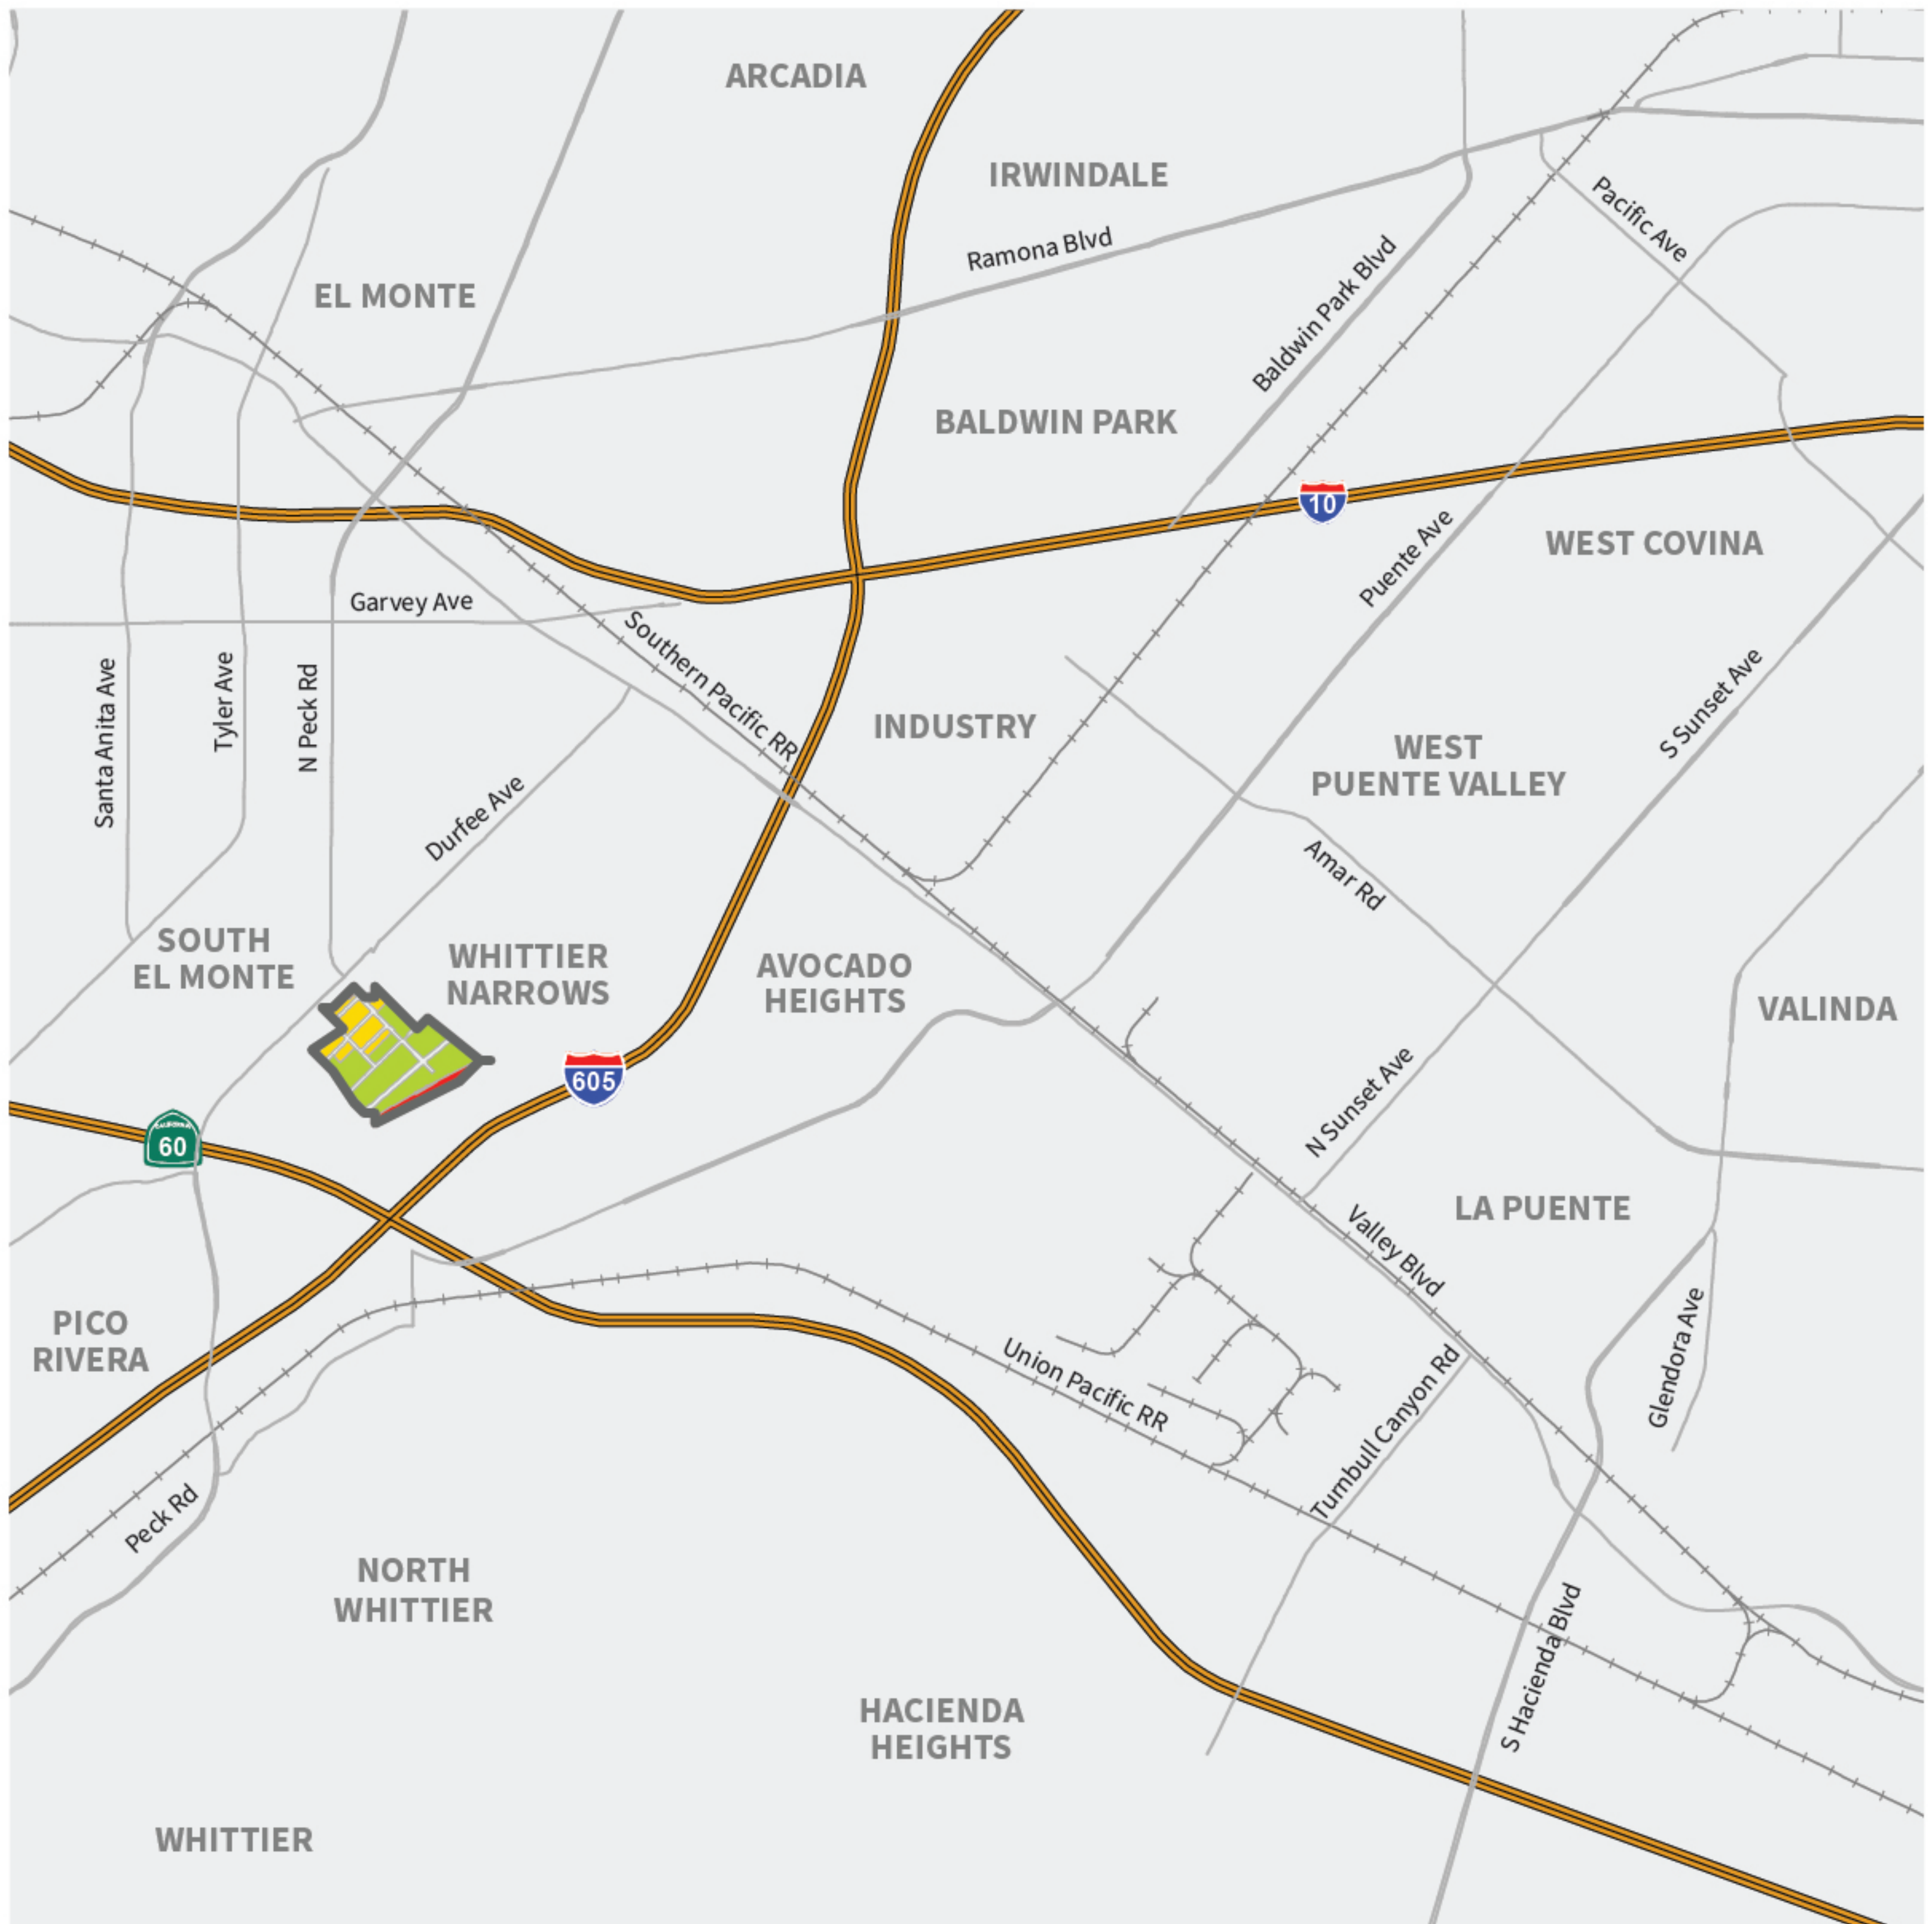 ARCADIA
IRWINDALE
Pacific Ave
Ramona Blvd
Baldwin Park Blvd
EL MONTE
BALDWIN PARK
10
WEST COVINA
Puente Ave
Garvey Ave
Southern Pacific RR
Santa Anita Ave
Tyler Ave
N Peck Rd
S Sunset Ave
INDUSTRY
WEST
PUENTE VALLEY
Durfee Ave
Amar Rd
SOUTH
EL MONTE
WHITTIER
NARROWS
AVOCADO
HEIGHTS
VALINDA
605
N Sunset Ave
CALIFORNIA
60
LA PUENTE
Valley Blvd
PICO
RIVERA
Glendora Ave
Union Pacific RR
Turnbull Canyon Rd
Peck Rd
NORTH
WHITTIER
S Hacienda Blvd
HACIENDA
HEIGHTS
WHITTIER